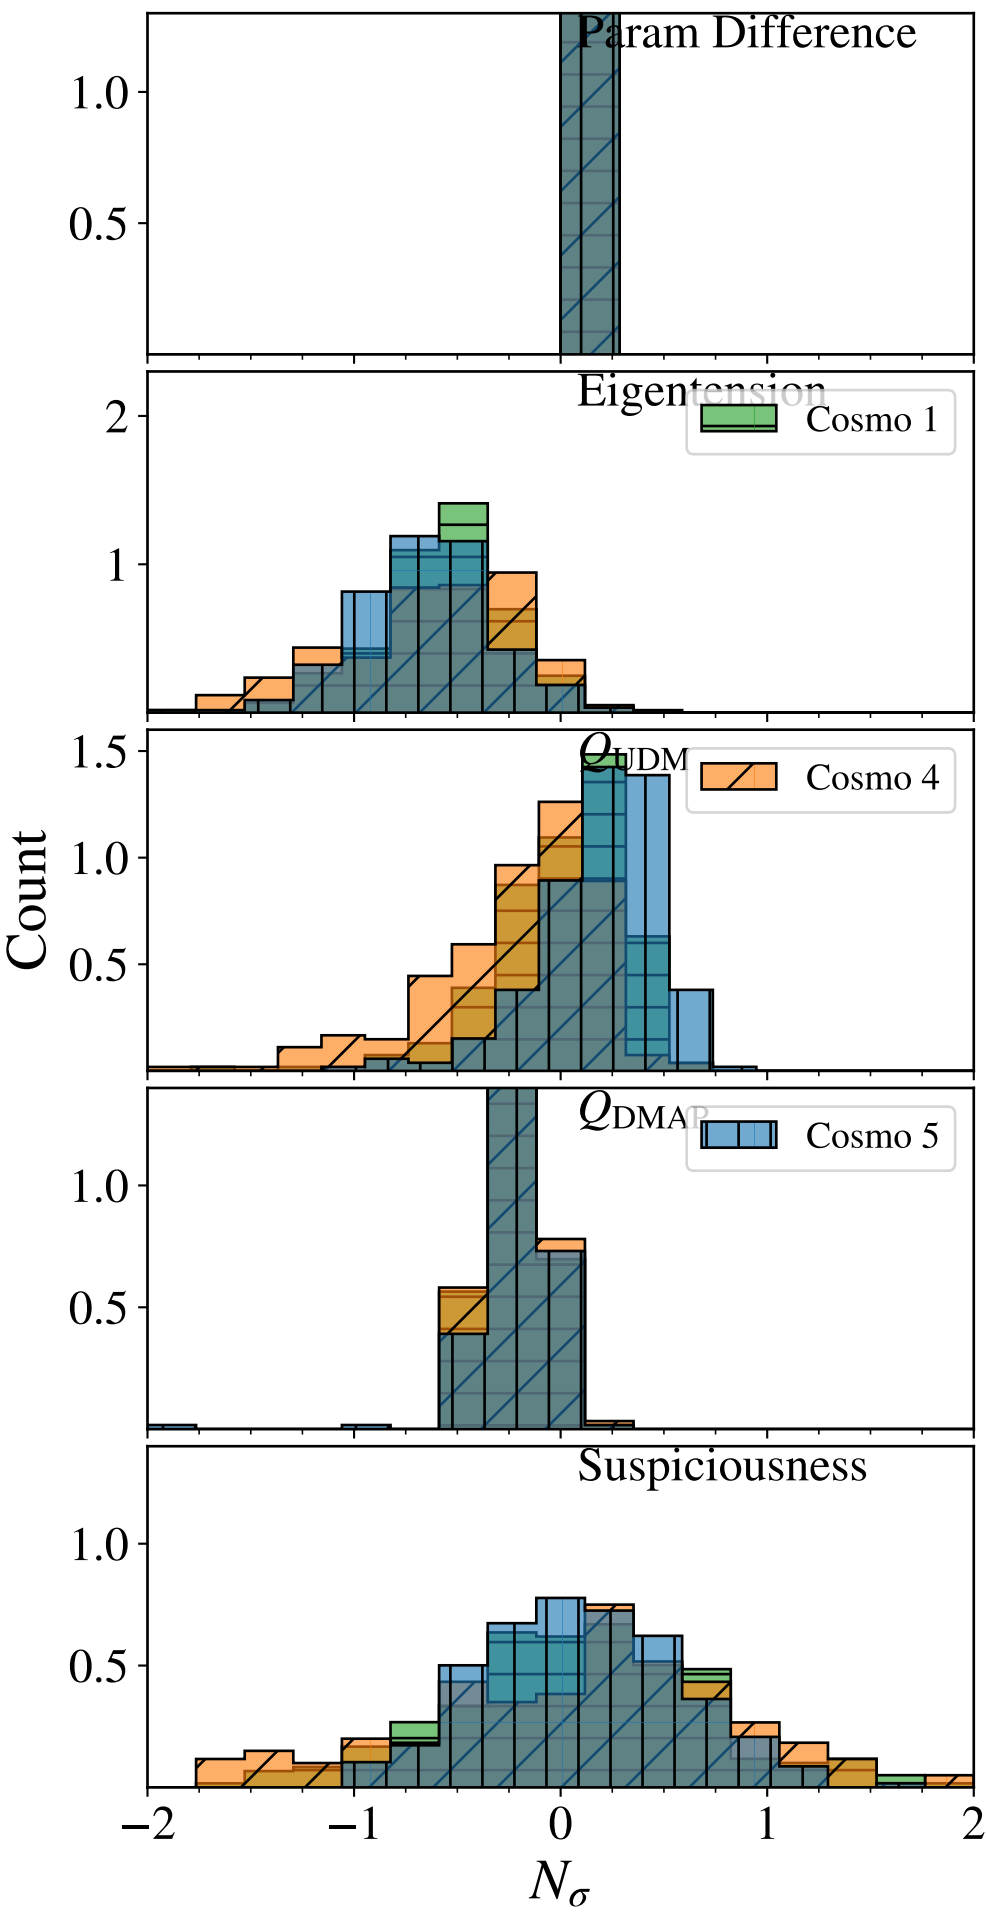 Param Difference
1.0
0.5
Eigentension
Cosmo 1
2
1
Q_UDM
Cosmo 4
1.5
1.0
0.5
Count
Q_DMAP
Cosmo 5
1.0
0.5
Suspiciousness
1.0
0.5
−2 −1 0 1 2
N_σ